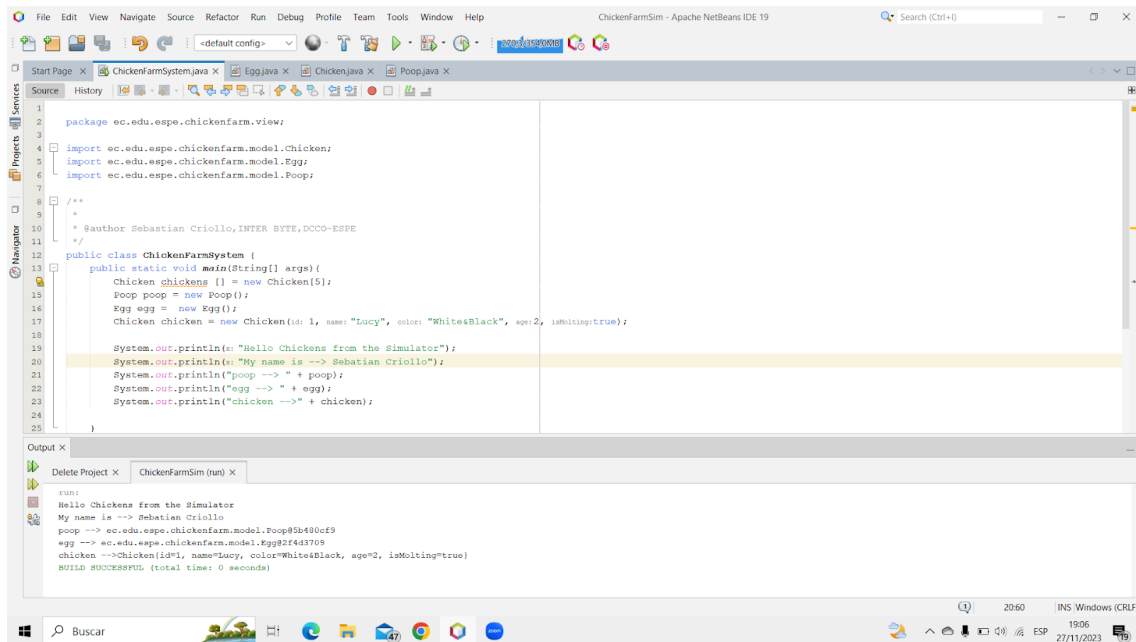 File Edit View Navigate Source Refactor Run Debug Profile Team Tools Window Help
ChickenFarmSim - Apache NetBeans IDE 19
Search (Ctrl+I)
<default config>
Start Page × ChickenFarmSystem.java × Egg.java × Chicken.java × Poop.java ×
Source History
Services
Projects
Navigator
1
2 package ec.edu.espe.chickenfarm.view;
3
4 import ec.edu.espe.chickenfarm.model.Chicken;
5 import ec.edu.espe.chickenfarm.model.Egg;
6 import ec.edu.espe.chickenfarm.model.Poop;
7
8 /**
9 *
10 * @author Sebastian Criollo,INTER BYTE,DCCO-ESPE
11 */
12 public class ChickenFarmSystem {
13 public static void main(String[] args){
Chicken chickens [] = new Chicken[5];
15 Poop poop = new Poop();
16 Egg egg = new Egg();
17 Chicken chicken = new Chicken(id: 1, name: "Lucy", color: "White&Black", age:2, isMolting:true);
18
19 System.out.println(x: "Hello Chickens from the Simulator");
20 System.out.println(x: "My name is --> Sebatian Criollo");
21 System.out.println("poop --> " + poop);
22 System.out.println("egg --> " + egg);
23 System.out.println("chicken -->" + chicken);
24
25 }
Output ×
Delete Project × ChickenFarmSim (run) ×
run:
Hello Chickens from the Simulator
My name is --> Sebatian Criollo
poop --> ec.edu.espe.chickenfarm.model.Poop@5b480cf9
egg --> ec.edu.espe.chickenfarm.model.Egg@2f4d3709
chicken -->Chicken{id=1, name=Lucy, color=White&Black, age=2, isMolting=true}
BUILD SUCCESSFUL (total time: 0 seconds)
1 20:60 INS Windows (CRLF
Buscar
47
zoom
ESP
19:06
27/11/2023
19